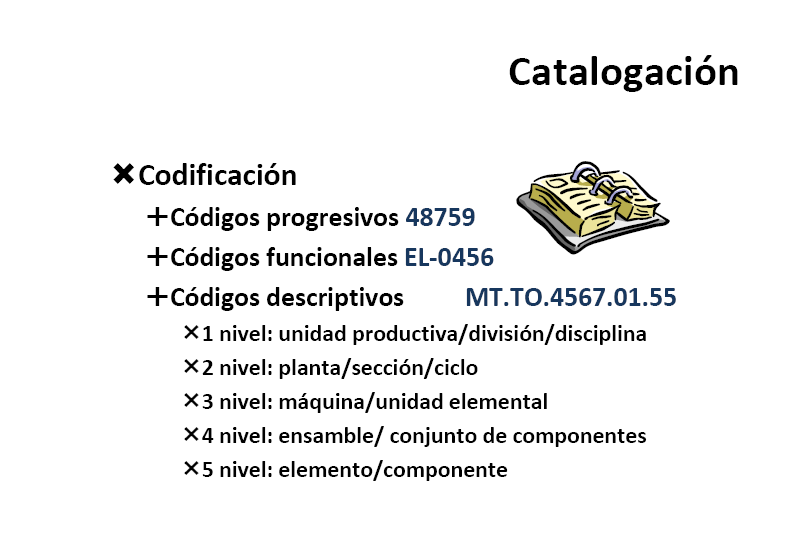 Catalogación
Codificación
Códigos progresivos 48759
Códigos funcionales EL-0456
Códigos descriptivos MT.TO.4567.01.55
1 nivel: unidad productiva/división/disciplina
2 nivel: planta/sección/ciclo
3 nivel: máquina/unidad elemental
4 nivel: ensamble/ conjunto de componentes
5 nivel: elemento/componente